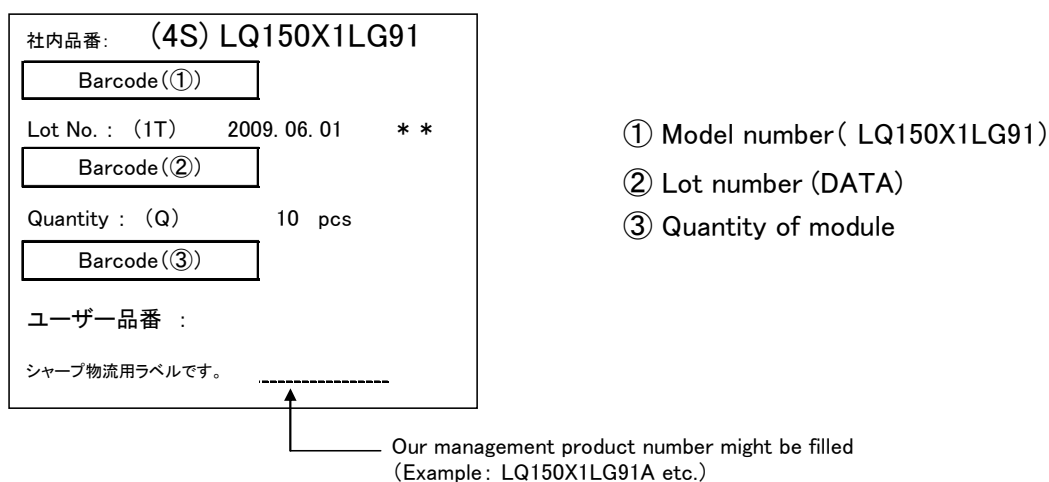 社内品番: (4S) LQ150X1LG91
Barcode(①)
Lot No. : (1T) 2009. 06. 01 * *
Barcode(②)
Quantity : (Q) 10 pcs
Barcode(③)
ユーザー品番 :
シャープ物流用ラベルです。
① Model number( LQ150X1LG91)
② Lot number (DATA)
③ Quantity of module
Our management product number might be filled
(Example: LQ150X1LG91A etc.)